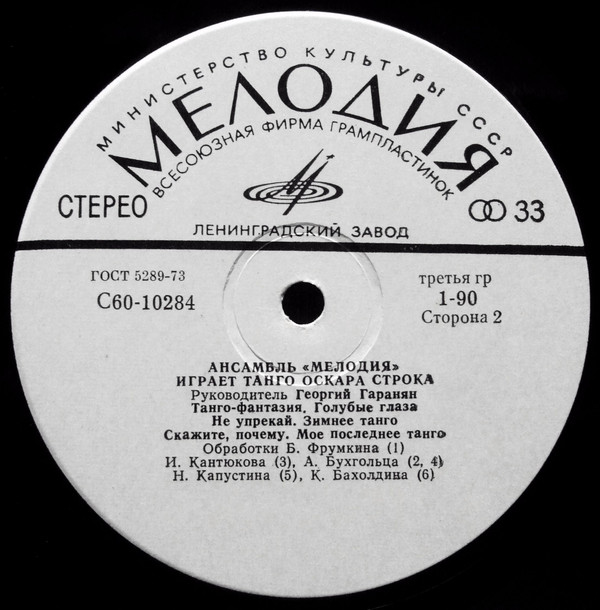 МИНИСТЕРСТВО КУЛЬТУРЫ СССР
МЕЛОДИЯ
ВСЕСОЮЗНАЯ ФИРМА ГРАМПЛАСТИНОК
СТЕРЕО
33
ЛЕНИНГРАДСКИЙ ЗАВОД
ГОСТ 5289-73
С60-10284
третья гр
1-90
Сторона 2
АНСАМБЛЬ «МЕЛОДИЯ»
ИГРАЕТ ТАНГО ОСКАРА СТРОКА
Руководитель Георгий Гаранян
Танго-фантазия. Голубые глаза
Не упрекай. Зимнее танго
Скажите, почему. Мое последнее танго
Обработки Б. Фрумкина (1)
И. Кантюкова (3), А. Бухгольца (2, 4)
Н. Капустина (5), К. Бахолдина (6)